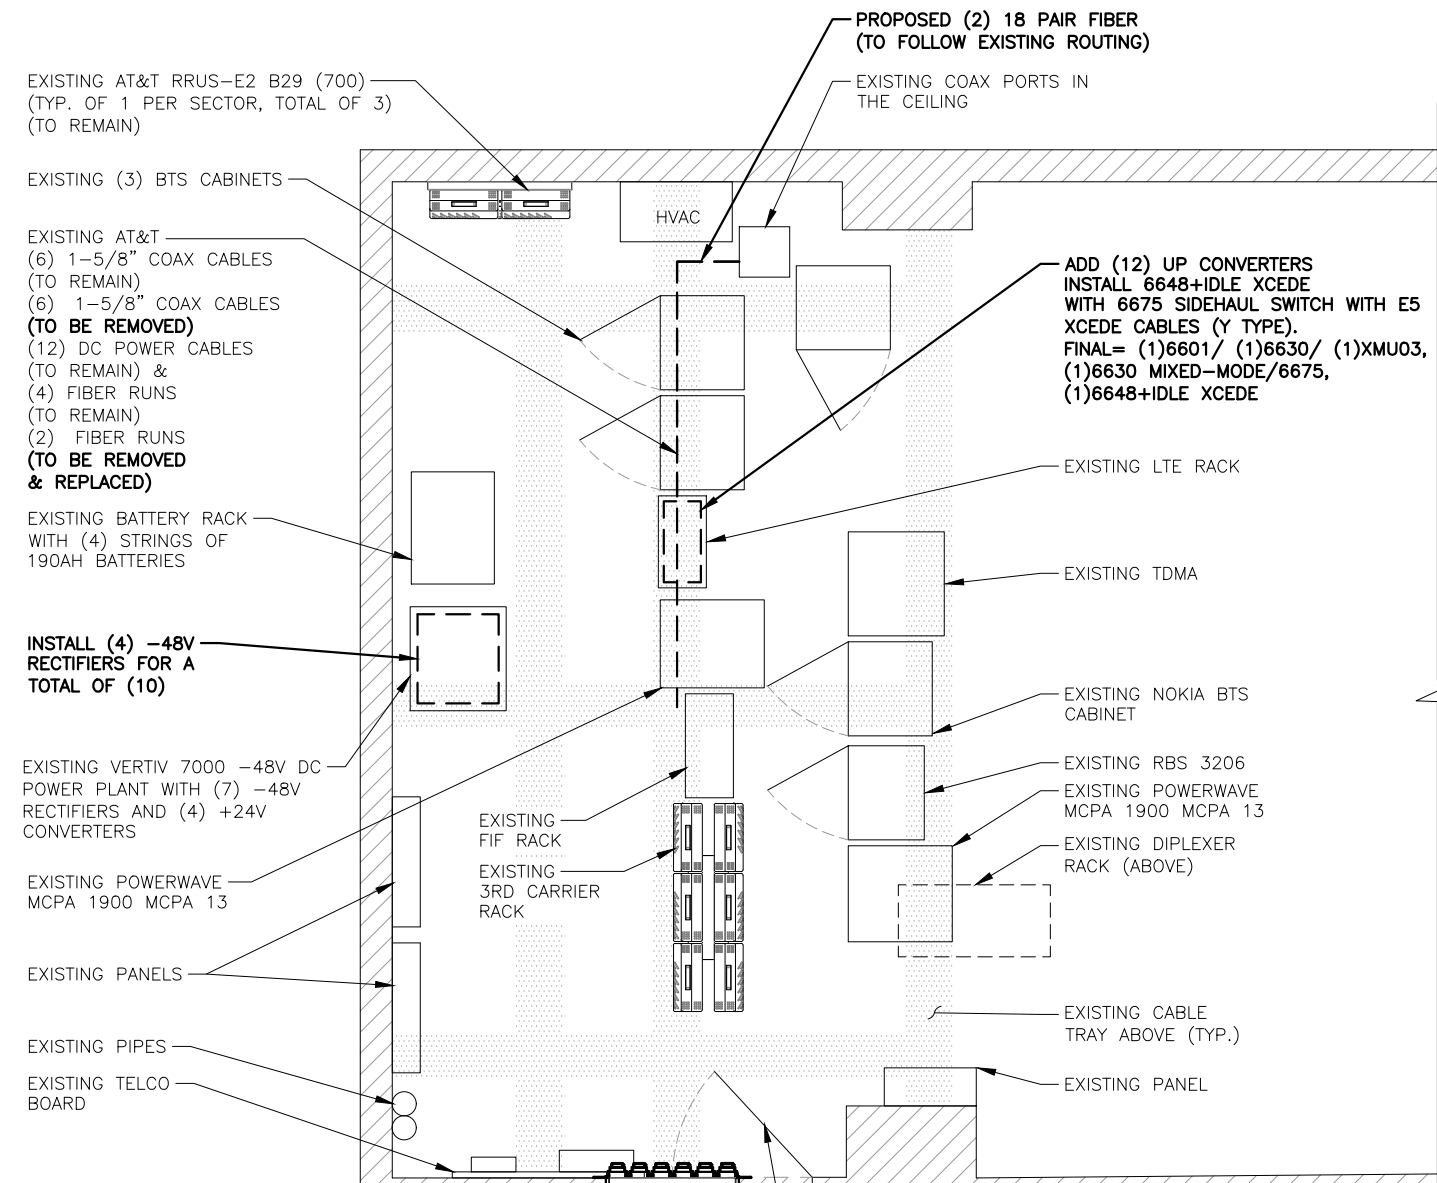 PROPOSED (2) 18 PAIR FIBER
(TO FOLLOW EXISTING ROUTING)
EXISTING AT&T RRUS-E2 B29 (700)
(TYP. OF 1 PER SECTOR, TOTAL OF 3)
(TO REMAIN)
EXISTING COAX PORTS IN
THE CEILING
EXISTING (3) BTS CABINETS
HVAC
EXISTING AT&T
(6) 1-5/8" COAX CABLES
(TO REMAIN)
(6) 1-5/8" COAX CABLES
(TO BE REMOVED)
(12) DC POWER CABLES
(TO REMAIN) &
(4) FIBER RUNS
(TO REMAIN)
(2) FIBER RUNS
(TO BE REMOVED
& REPLACED)
ADD (12) UP CONVERTERS
INSTALL 6648+IDLE XCEDE
WITH 6675 SIDEHAUL SWITCH WITH E5
XCEDE CABLES (Y TYPE).
FINAL= (1)6601/ (1)6630/ (1)XMU03,
(1)6630 MIXED-MODE/6675,
(1)6648+IDLE XCEDE
EXISTING LTE RACK
EXISTING BATTERY RACK
WITH (4) STRINGS OF
190AH BATTERIES
EXISTING TDMA
INSTALL (4) -48V
RECTIFIERS FOR A
TOTAL OF (10)
EXISTING NOKIA BTS
CABINET
EXISTING VERTIV 7000 -48V DC
POWER PLANT WITH (7) -48V
RECTIFIERS AND (4) +24V
CONVERTERS
EXISTING RBS 3206
EXISTING POWERWAVE
MCPA 1900 MCPA 13
EXISTING
FIF RACK
EXISTING DIPLEXER
RACK (ABOVE)
EXISTING
3RD CARRIER
RACK
EXISTING POWERWAVE
MCPA 1900 MCPA 13
EXISTING PANELS
EXISTING CABLE
TRAY ABOVE (TYP.)
EXISTING PIPES
EXISTING TELCO
BOARD
EXISTING PANEL